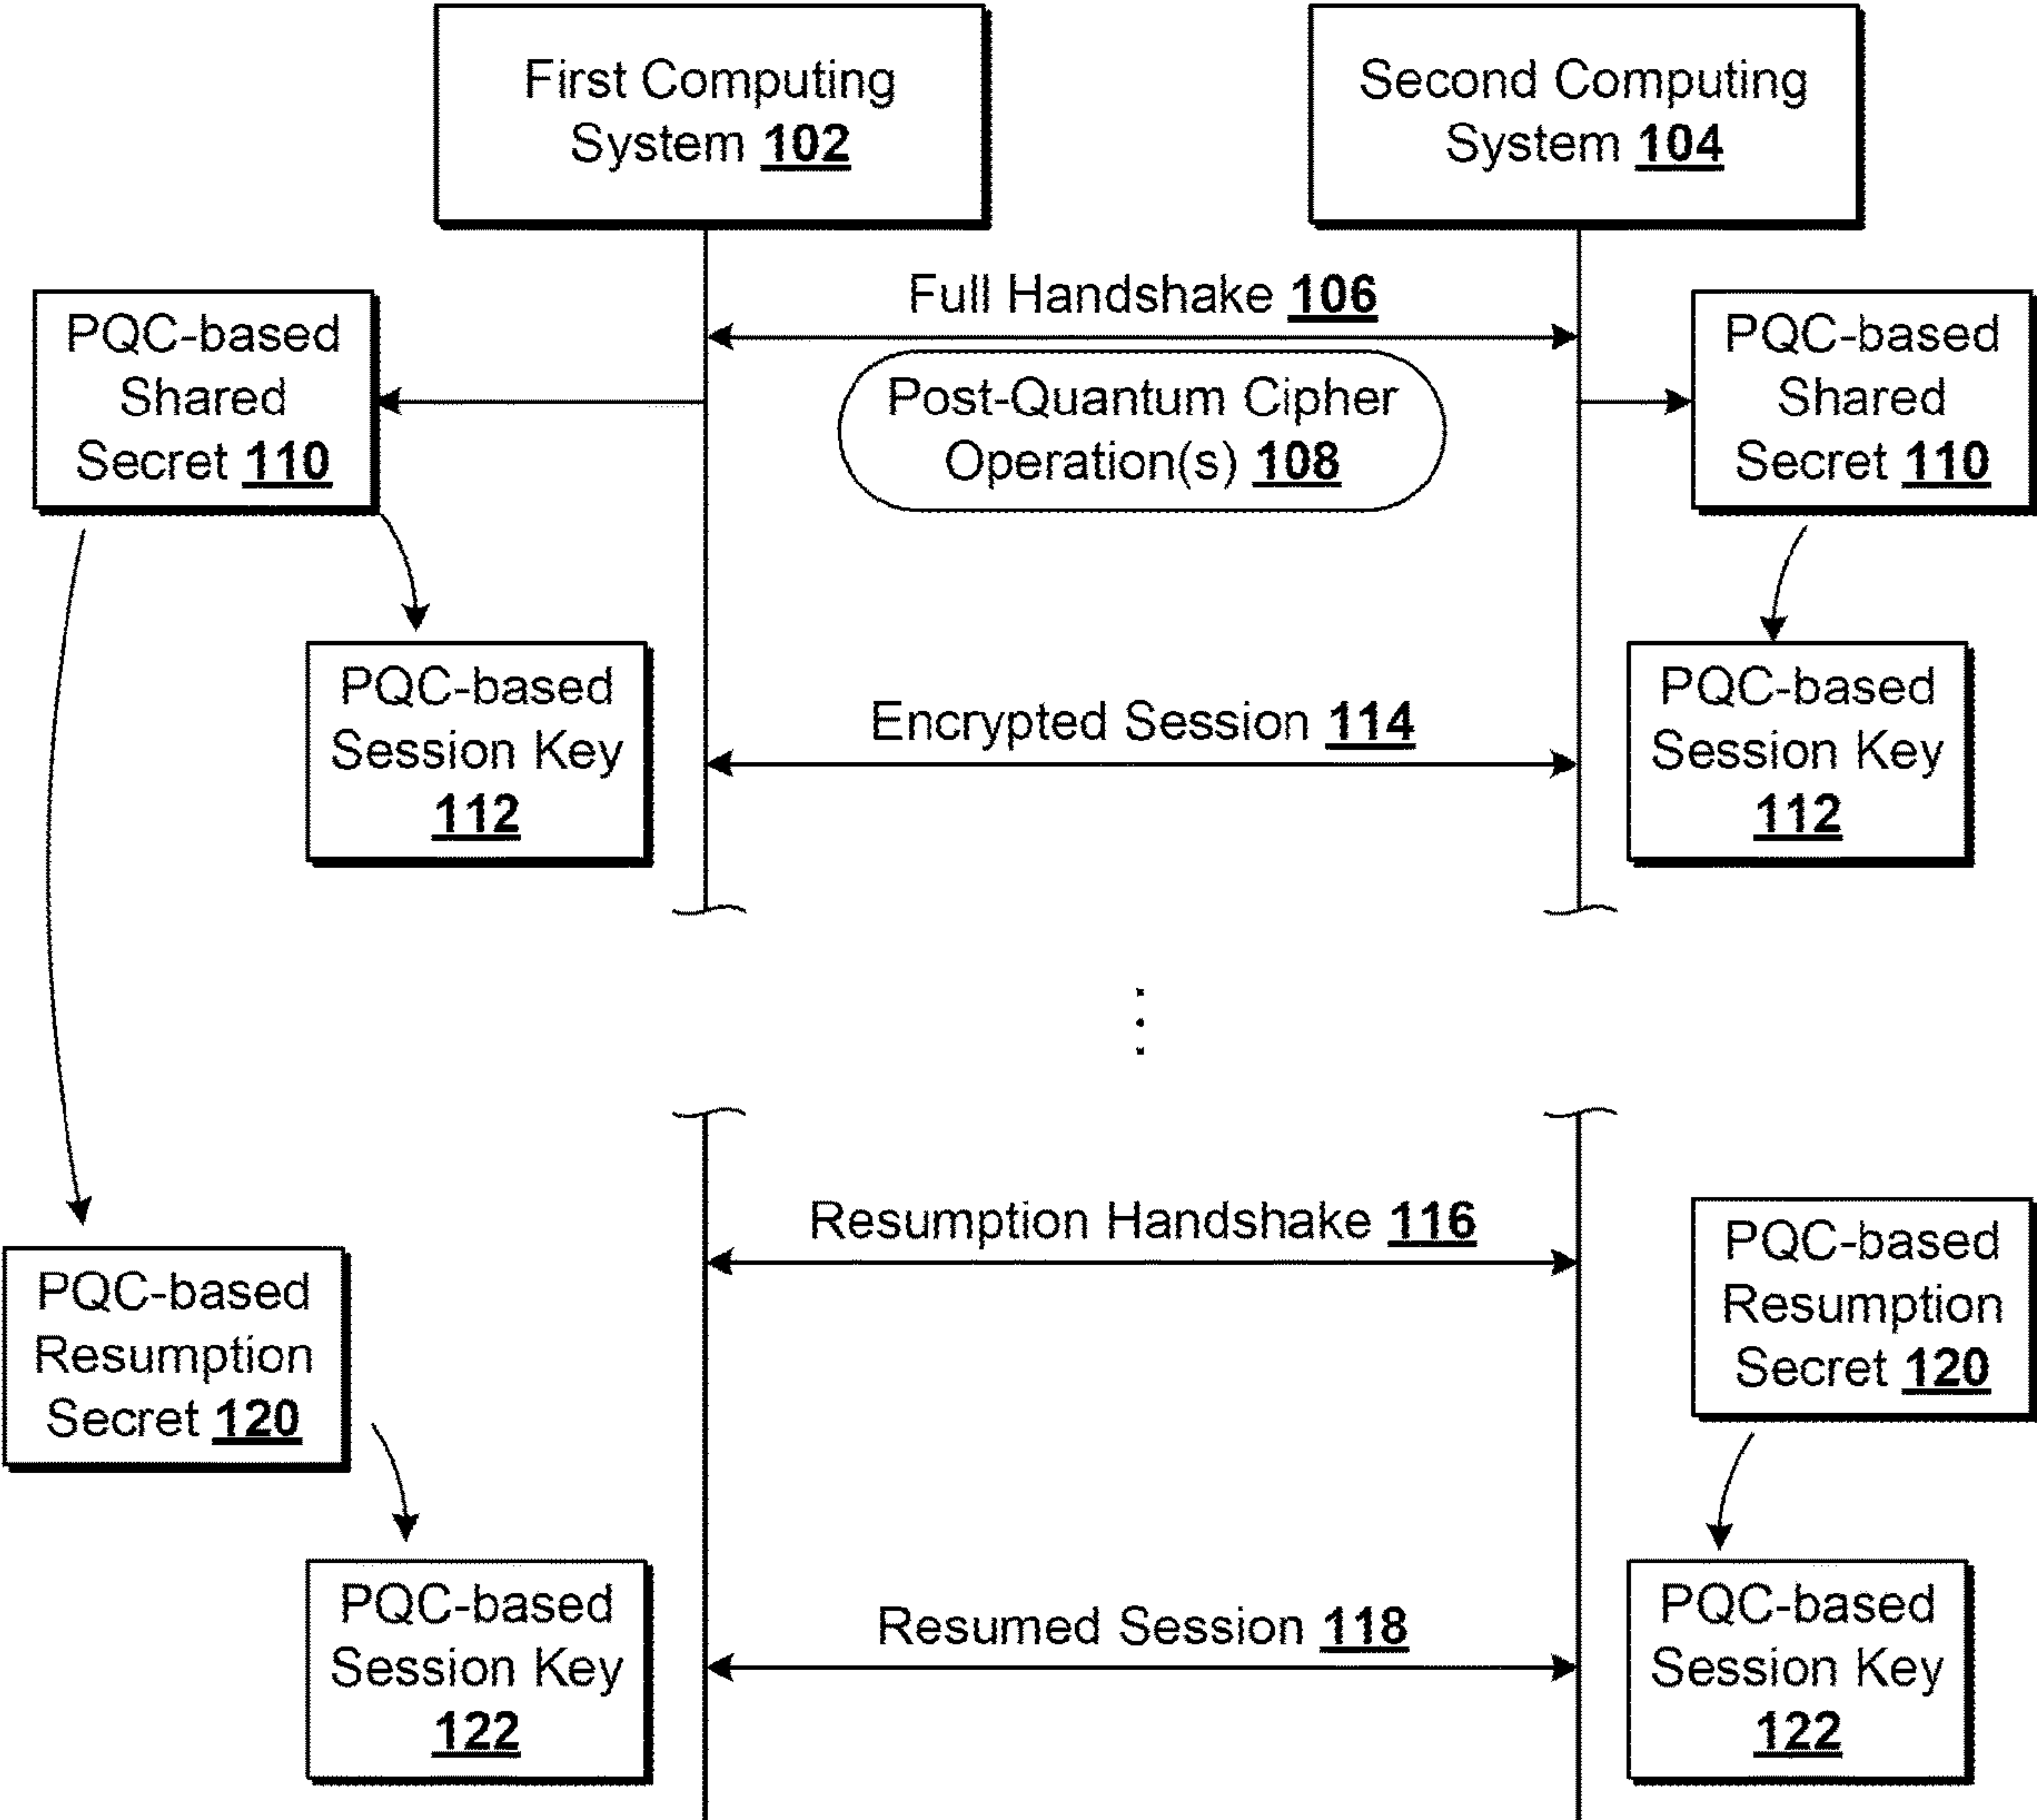 First Computing
System 102
Second Computing
System 104
Full Handshake 106
PQC-based
Shared
Secret 110
Post-Quantum Cipher
Operation(s) 108
PQC-based
Shared
Secret 110
PQC-based
Session Key
112
Encrypted Session 114
PQC-based
Session Key
112
Resumption Handshake 116
PQC-based
Resumption
Secret 120
PQC-based
Resumption
Secret 120
PQC-based
Session Key
122
Resumed Session 118
PQC-based
Session Key
122